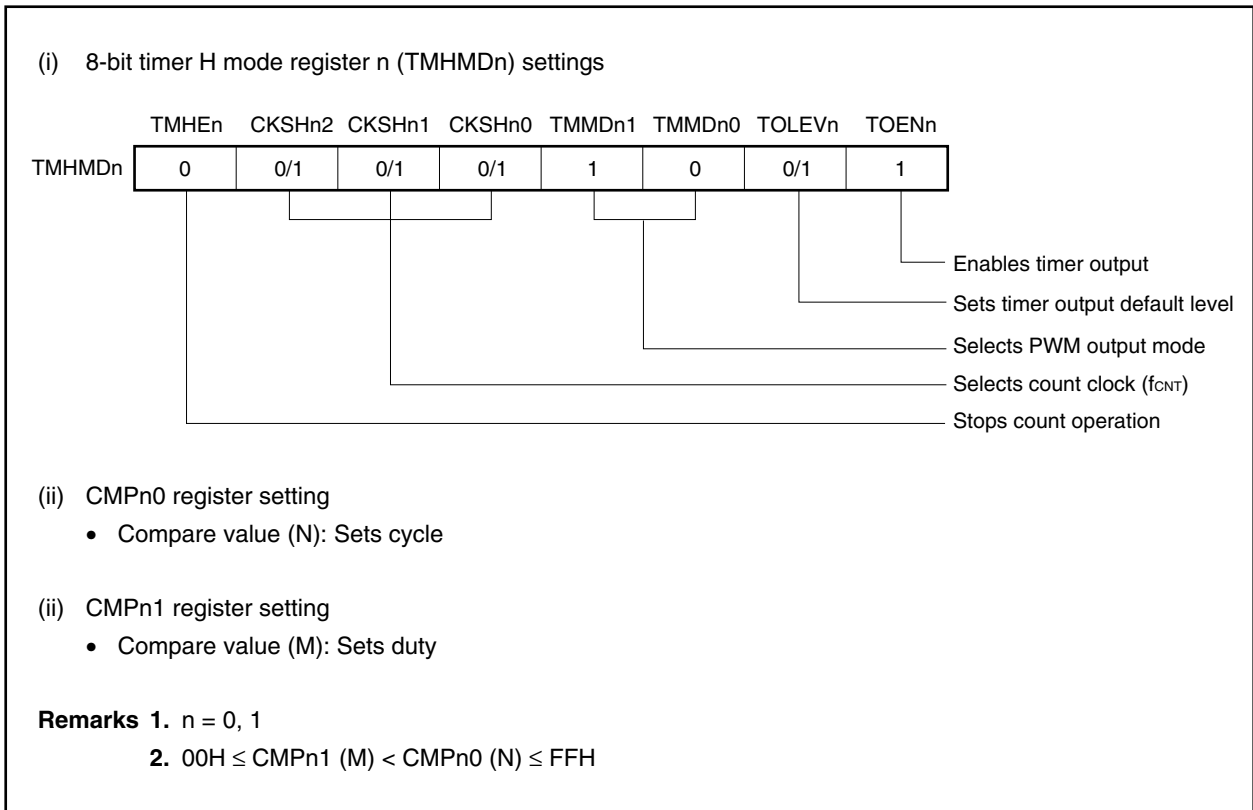 (i) 8-bit timer H mode register n (TMHMDn) settings
TMHEn CKSHn2 CKSHn1 CKSHn0 TMMDn1 TMMDn0 TOLEVn TOENn
TMHMDn 0 0/1 0/1 0/1 1 0 0/1 1
Enables timer output
Sets timer output default level
Selects PWM output mode
Selects count clock (fCNT)
Stops count operation
(ii) CMPn0 register setting
• Compare value (N): Sets cycle
(ii) CMPn1 register setting
• Compare value (M): Sets duty
Remarks 1. n = 0, 1
2. 00H ≤ CMPn1 (M) < CMPn0 (N) ≤ FFH